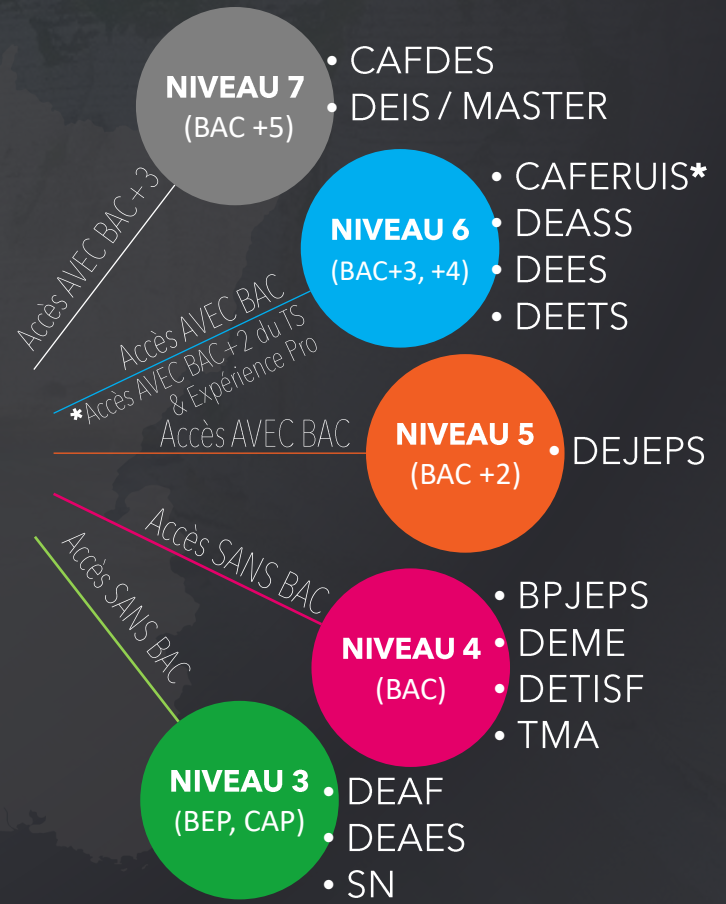 NIVEAU 7
(BAC +5)
• CAFDES
• DEIS / MASTER
Accès AVEC BAC+3
NIVEAU 6
(BAC+3, +4)
• CAFERUIS*
• DEASS
• DEES
• DEETS
Accès AVEC BAC
*Accès AVEC BAC+2 du TS
& Expérience Pro
Accès AVEC BAC
NIVEAU 5
(BAC +2)
• DEJEPS
Accès SANS BAC
NIVEAU 4
(BAC)
• BPJEPS
• DEME
• DETISF
• TMA
Accès SANS BAC
NIVEAU 3
(BEP, CAP)
• DEAF
• DEAES
• SN